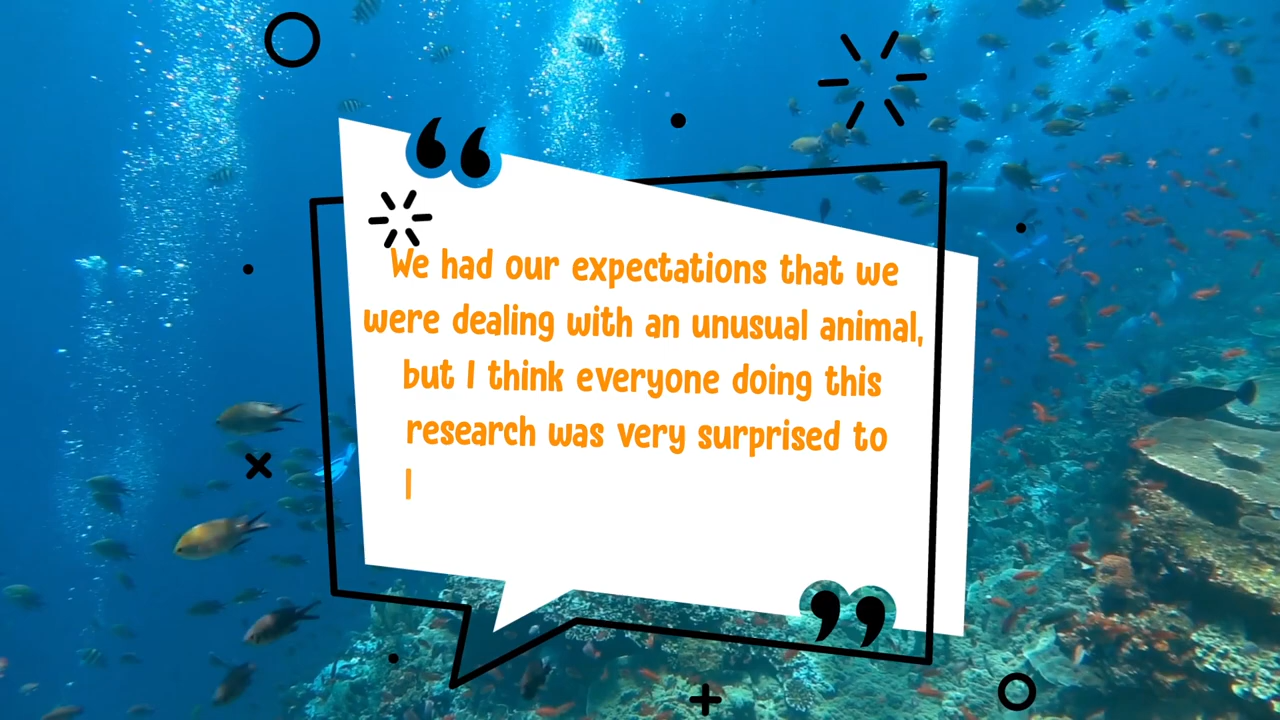 We had our expectations that we
were dealing with an unusual animal,
but I think everyone doing this
research was very surprised to
l